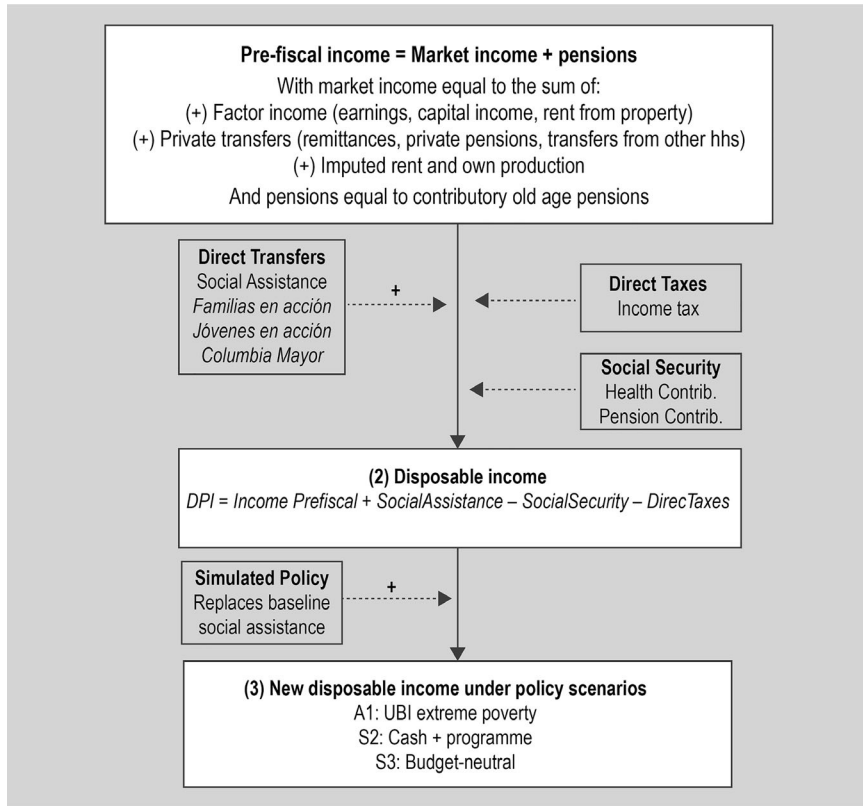 Pre-fiscal income = Market income + pensions
With market income equal to the sum of:
(+) Factor income (earnings, capital income, rent from property)
(+) Private transfers (remittances, private pensions, transfers from other hhs)
(+) Imputed rent and own production
And pensions equal to contributory old age pensions
Direct Transfers
Social Assistance
Familias en acción
Jóvenes en acción
Columbia Mayor
+
Direct Taxes
Income tax
Social Security
Health Contrib.
Pension Contrib.
(2) Disposable income
DPI = Income Prefiscal + SocialAssistance – SocialSecurity – DirecTaxes
Simulated Policy
Replaces baseline
social assistance
+
(3) New disposable income under policy scenarios
A1: UBI extreme poverty
S2: Cash + programme
S3: Budget-neutral